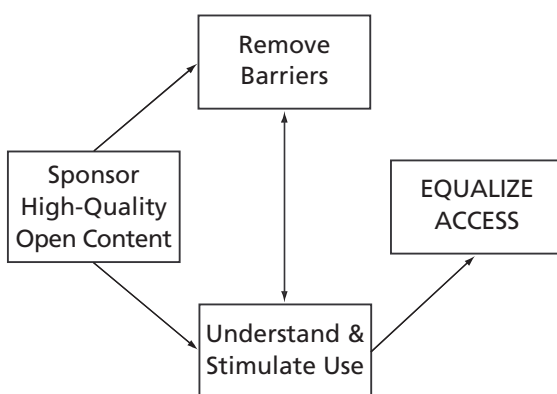 Remove
Barriers
Sponsor
High-Quality
Open Content
EQUALIZE
ACCESS
Understand &
Stimulate Use